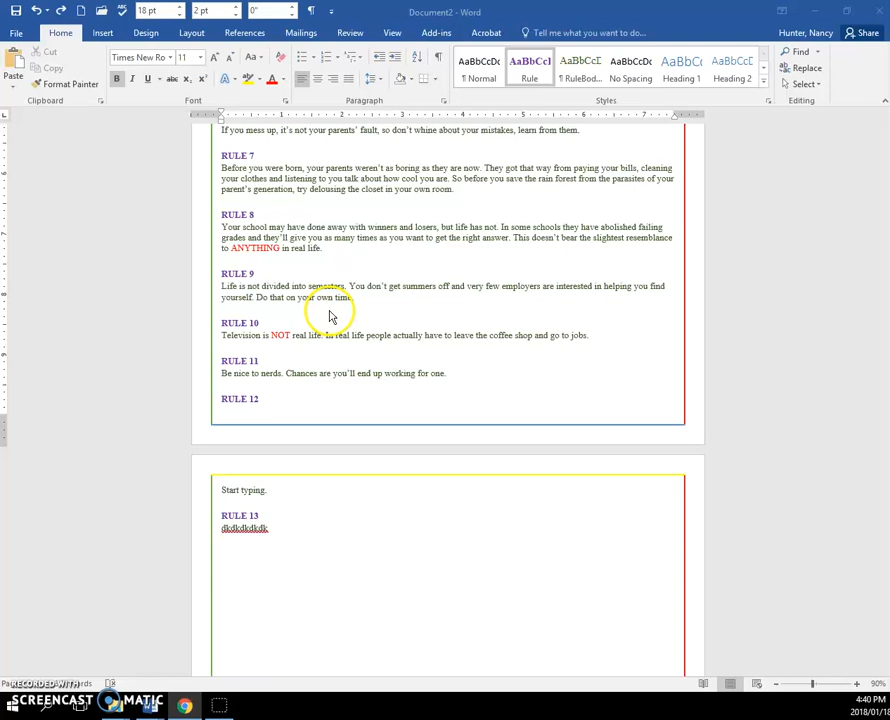 18 pt
2 pt
0"
Document2 - Word
File
Home
Insert
Design
Layout
References
Mailings
Review
View
Add-ins
Acrobat
Tell me what you want to do...
Hunter, Nancy
Share
Paste
Cut
Copy
Format Painter
Times New Ro
11
Aa
B I U abc X₂ X²
A A
AaBbCcDc
¶ Normal
AaBbCcI
Rule
AaBbCcD
¶ RuleBod...
AaBbCcDc
No Spacing
AaBbCc
Heading 1
AaBbCcD
Heading 2
Find
Replace
Select
Clipboard
Font
Paragraph
Styles
Editing
1 2 3 4 5 6 7
If you mess up, it's not your parents' fault, so don't whine about your mistakes, learn from them.
RULE 7
Before you were born, your parents weren't as boring as they are now. They got that way from paying your bills, cleaning
your clothes and listening to you talk about how cool you are. So before you save the rain forest from the parasites of your
parent's generation, try delousing the closet in your own room.
RULE 8
Your school may have done away with winners and losers, but life has not. In some schools they have abolished failing
grades and they'll give you as many times as you want to get the right answer. This doesn't bear the slightest resemblance
to ANYTHING in real life.
RULE 9
Life is not divided into semesters. You don't get summers off and very few employers are interested in helping you find
yourself. Do that on your own time.
RULE 10
Television is NOT real life. In real life people actually have to leave the coffee shop and go to jobs.
RULE 11
Be nice to nerds. Chances are you'll end up working for one.
RULE 12
Start typing.
RULE 13
dkdkdkdkdk
90%
RECORDED WITH
SCREENCAST MATIC
4:40 PM
2018/01/18